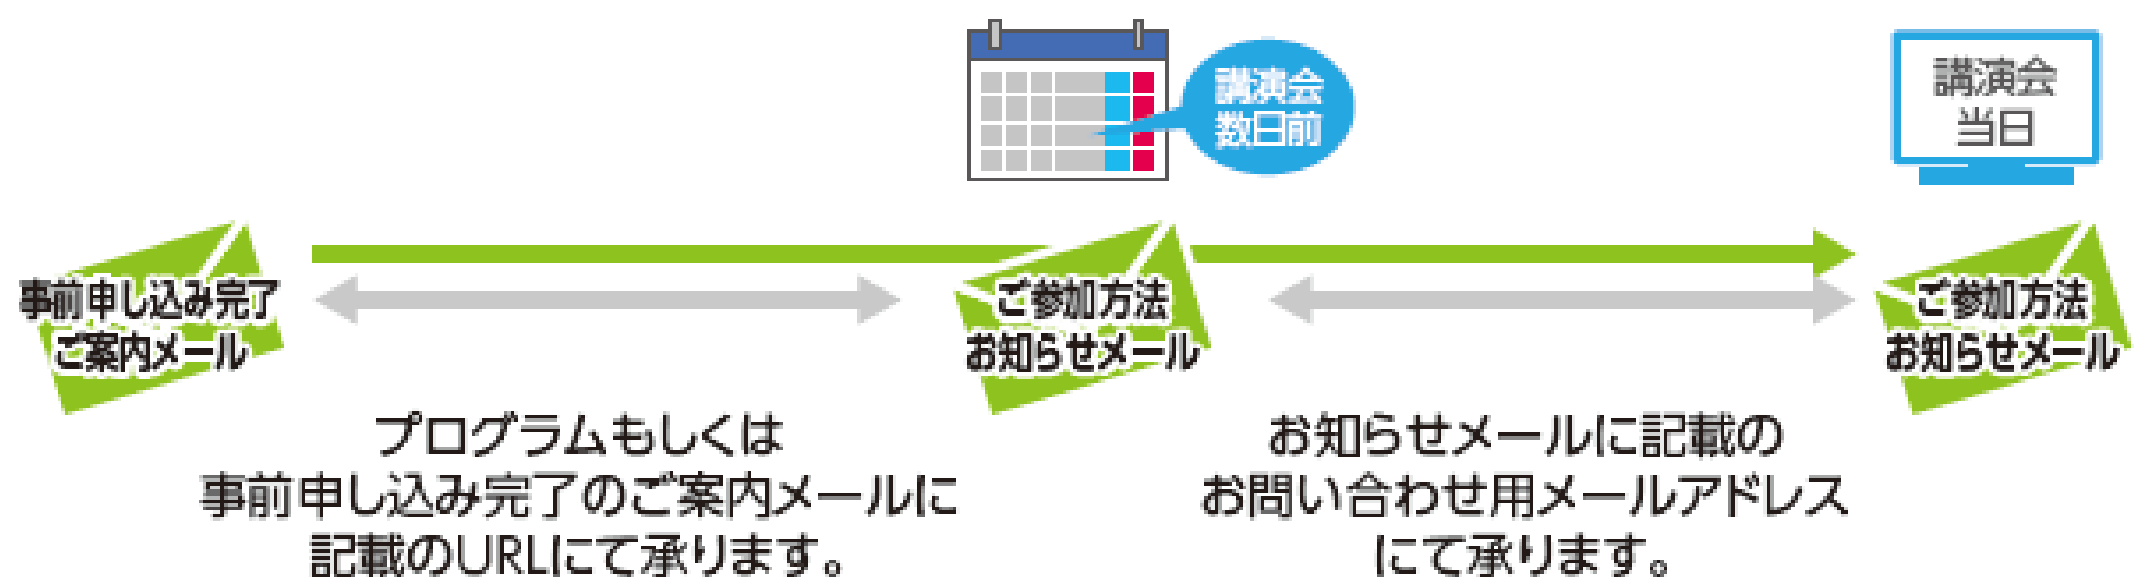 講演会
数日前
講演会
当日
事前申し込み完了
ご案内メール
ご参加方法
お知らせメール
ご参加方法
お知らせメール
プログラムもしくは
事前申し込み完了のご案内メールに
記載のURLにて承ります。
お知らせメールに記載の
お問い合わせ用メールアドレス
にて承ります。